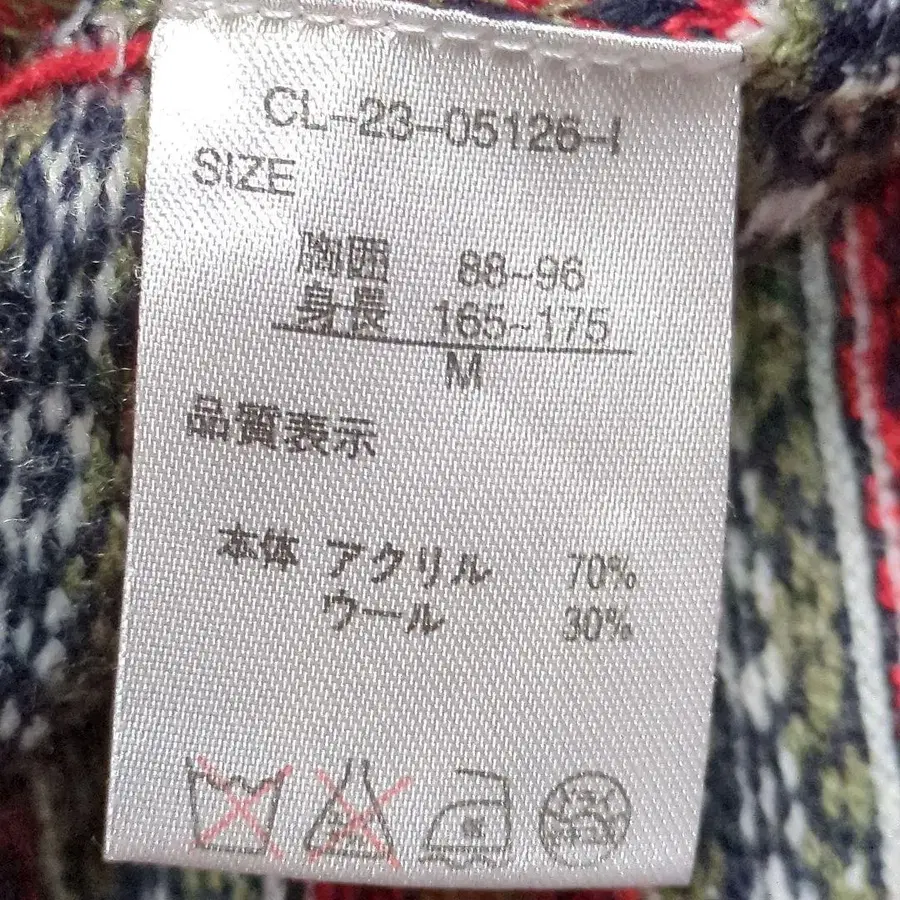 CL-23-05126-I
SIZE
胸囲 88~96
身長 165~175
M
品質表示
本体 アクリル 70%
ウール 30%